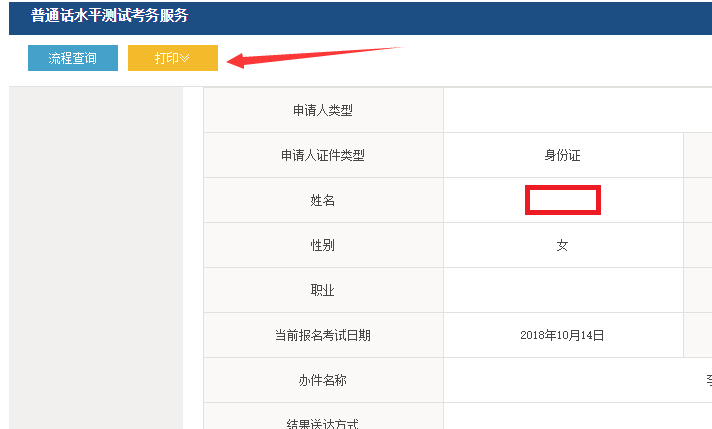 普通话水平测试考务服务
流程查询 打印
申请人类型
申请人证件类型 身份证
姓名
性别 女
职业
当前报名考试日期 2018年10月14日
办件名称
结果送达方式